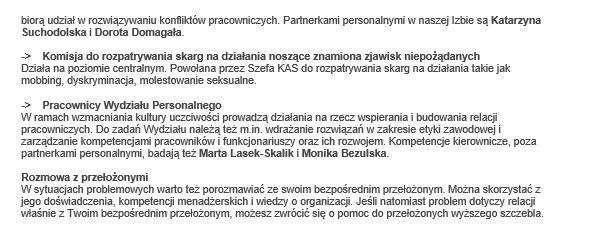 biorą udział w rozwiązywaniu konfliktów pracowniczych. Partnerkami personalnymi w naszej Izbie są Katarzyna
Suchodolska i Dorota Domagała.
-> Komisja do rozpatrywania skarg na działania noszące znamiona zjawisk niepożądanych
Działa na poziomie centralnym. Powołana przez Szefa KAS do rozpatrywania skarg na działania takie jak
mobbing, dyskryminacja, molestowanie seksualne.
-> Pracownicy Wydziału Personalnego
W ramach wzmacniania kultury uczciwości prowadzą działania na rzecz wspierania i budowania relacji
pracowniczych. Do zadań Wydziału należą też m.in. wdrażanie rozwiązań w zakresie etyki zawodowej i
zarządzanie kompetencjami pracowników i funkcjonariuszy oraz ich rozwojem. Kompetencje kierownicze, poza
partnerkami personalnymi, badają też Marta Lasek-Skalik i Monika Bezulska.
Rozmowa z przełożonymi
W sytuacjach problemowych warto też porozmawiać ze swoim bezpośrednim przełożonym. Można skorzystać z
jego doświadczenia, kompetencji menadżerskich i wiedzy o organizacji. Jeśli natomiast problem dotyczy relacji
właśnie z Twoim bezpośrednim przełożonym, możesz zwrócić się o pomoc do przełożonych wyższego szczebla.